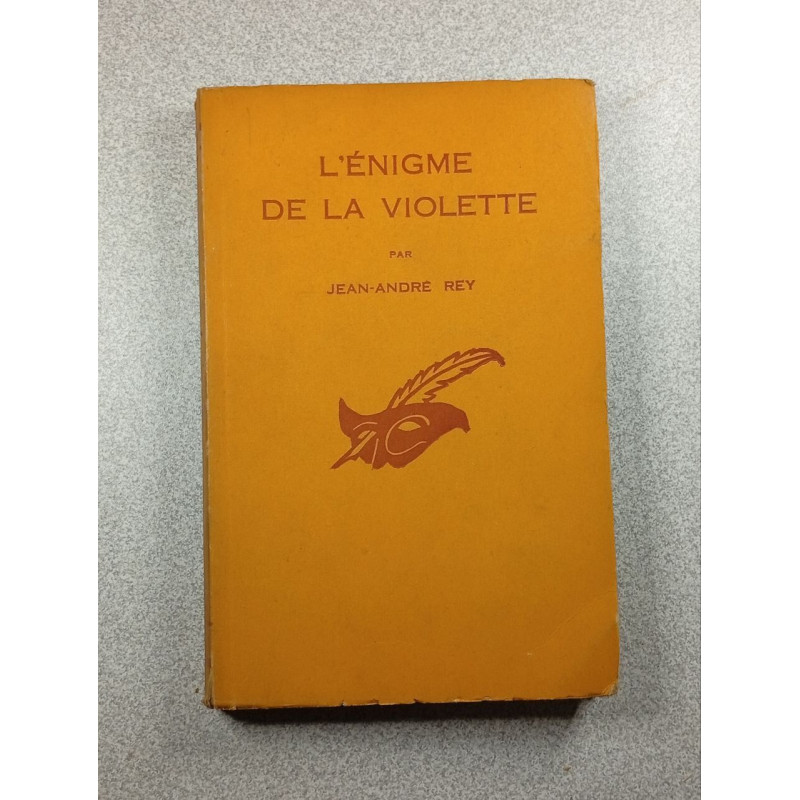 L'ÉNIGME
DE LA VIOLETTE
PAR
JEAN-ANDRÉ REY